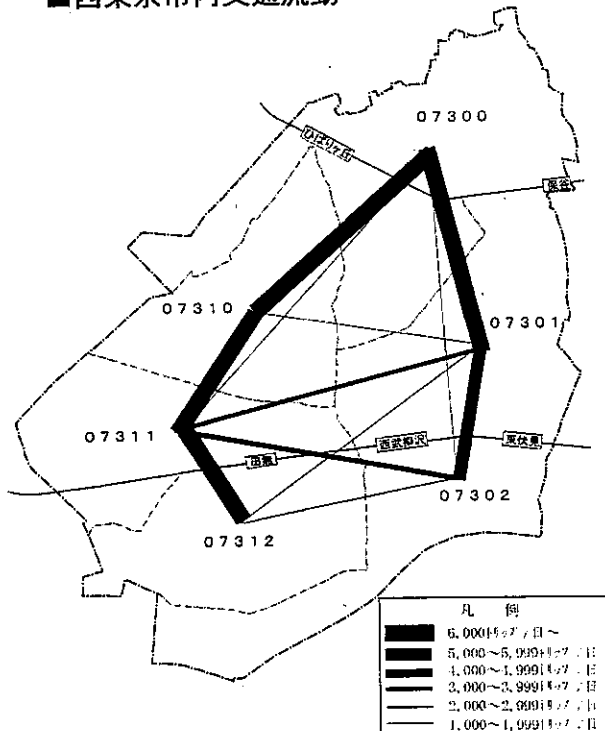 ■西東京市内交通流動
07300
ひばりヶ丘
保谷
07310
07301
07311
西武柳沢
東伏見
田無
07302
07312
凡 例
6,000トリップ/日～
5,000～5,999トリップ/日
4,000～4,999トリップ/日
3,000～3,999トリップ/日
2,000～2,999トリップ/日
1,000～1,999トリップ/日